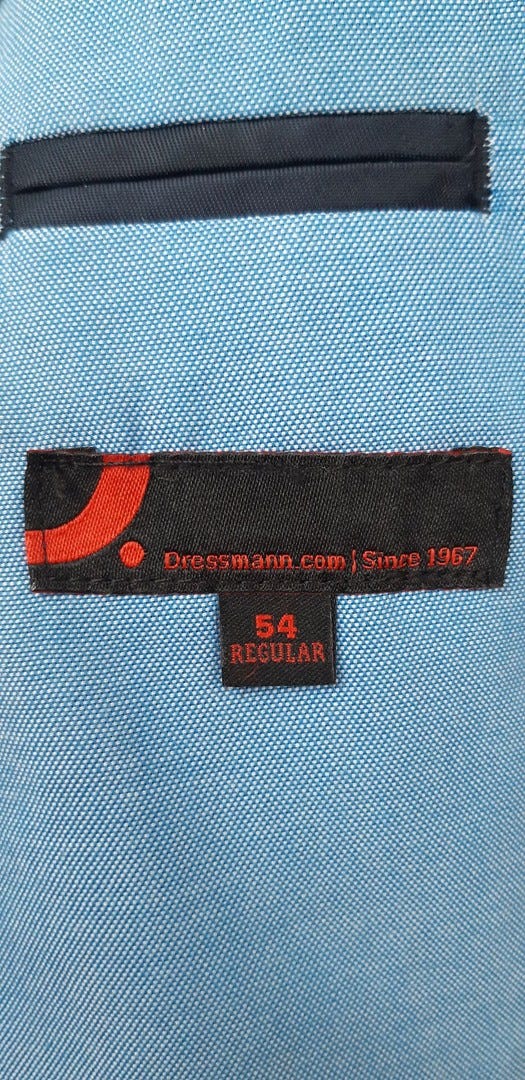 Dressmann.com | Since 1967
54
REGULAR